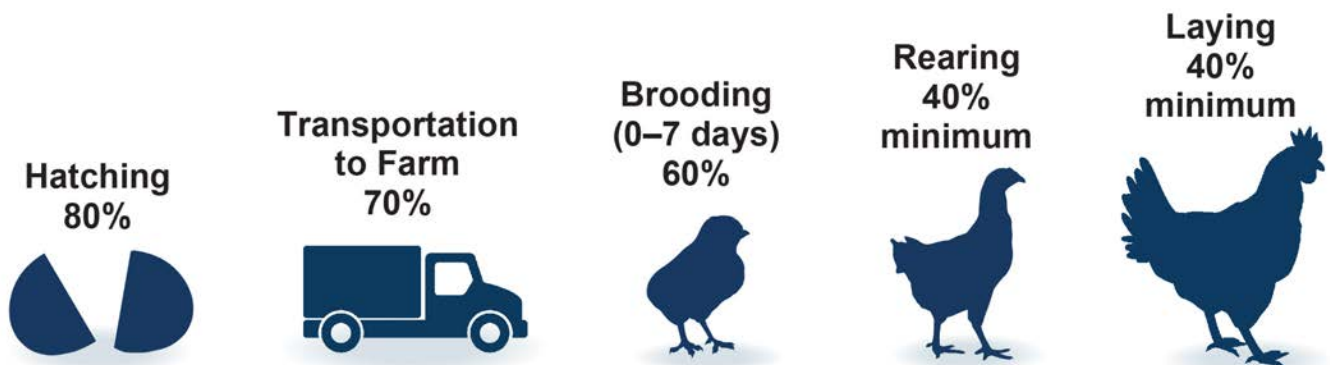 Hatching
80%
Transportation
to Farm
70%
Brooding
(0–7 days)
60%
Rearing
40%
minimum
Laying
40%
minimum